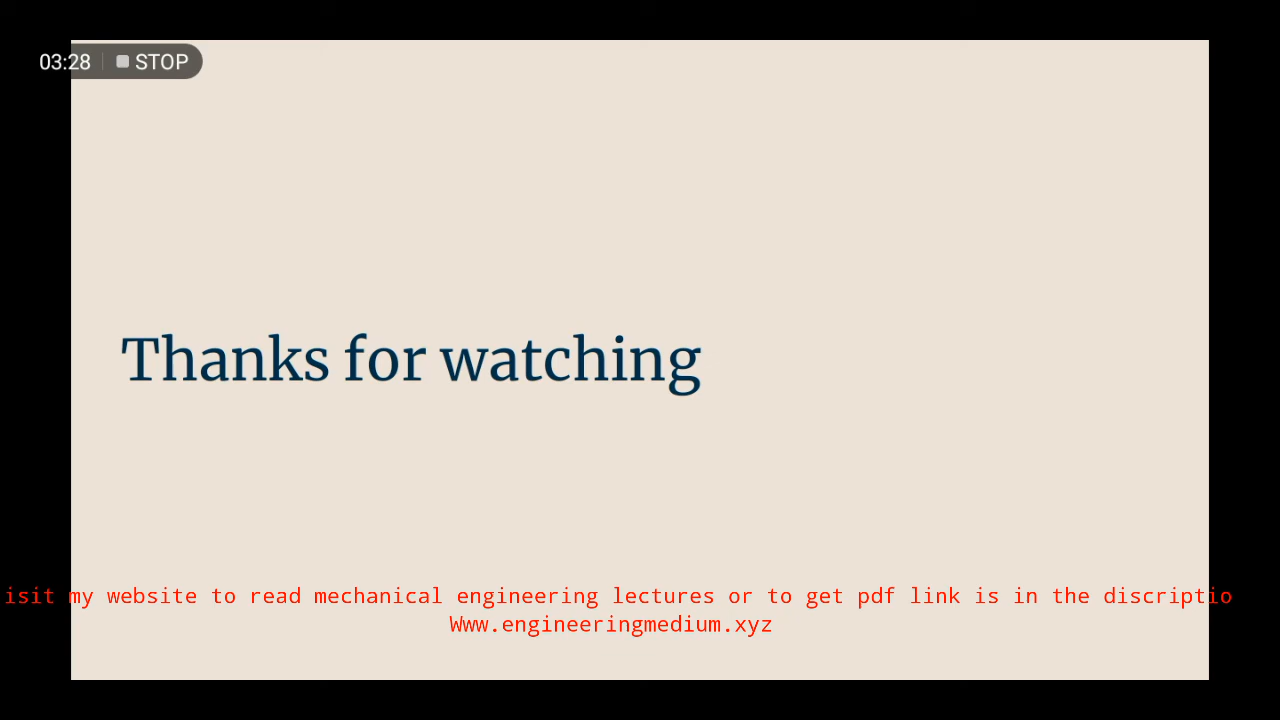 03:28 STOP
Thanks for watching
isit my website to read mechanical engineering lectures or to get pdf link is in the discriptio
Www.engineeringmedium.xyz